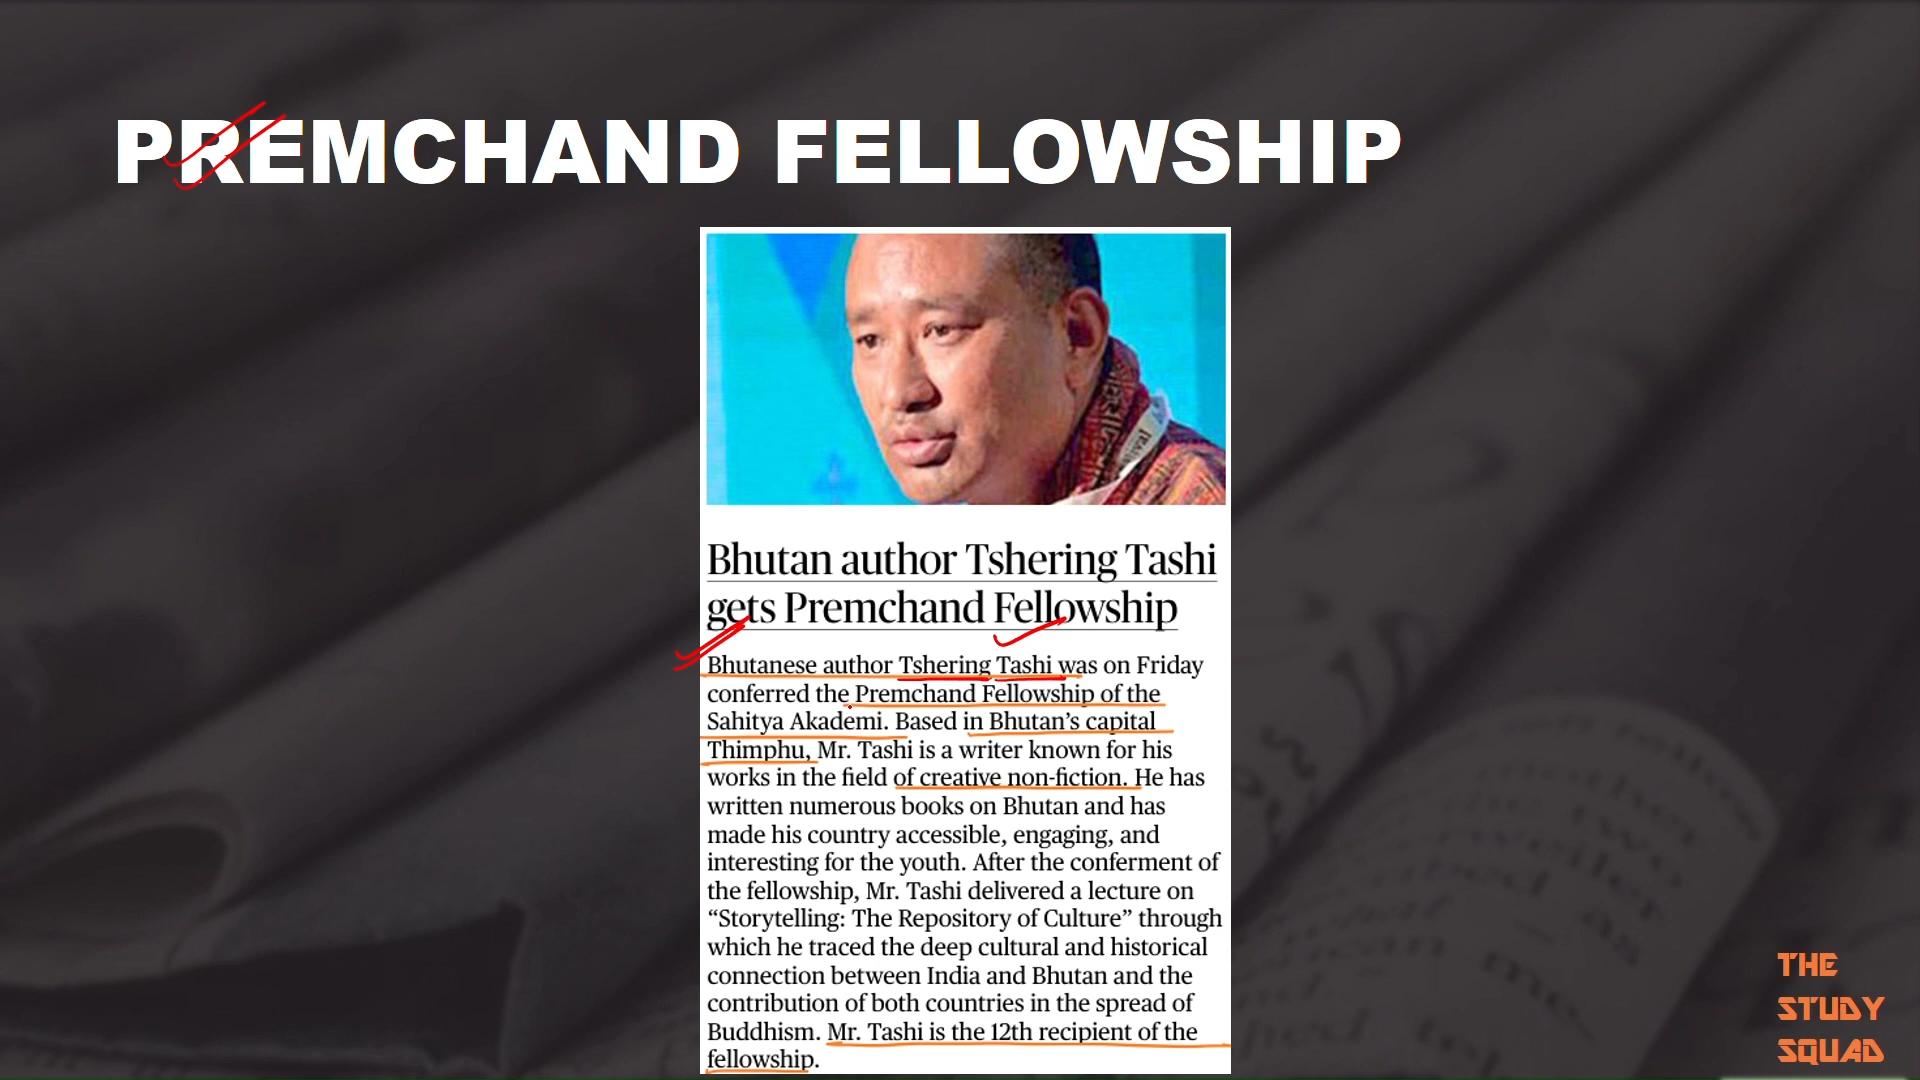 PREMCHAND FELLOWSHIP
Bhutan author Tshering Tashi
gets Premchand Fellowship
Bhutanese author Tshering Tashi was on Friday
conferred the Premchand Fellowship of the
Sahitya Akademi. Based in Bhutan’s capital
Thimphu, Mr. Tashi is a writer known for his
works in the field of creative non-fiction. He has
written numerous books on Bhutan and has
made his country accessible, engaging, and
interesting for the youth. After the conferment of
the fellowship, Mr. Tashi delivered a lecture on
“Storytelling: The Repository of Culture” through
which he traced the deep cultural and historical
connection between India and Bhutan and the
contribution of both countries in the spread of
Buddhism. Mr. Tashi is the 12th recipient of the
fellowship.
THE
STUDY
SQUAD